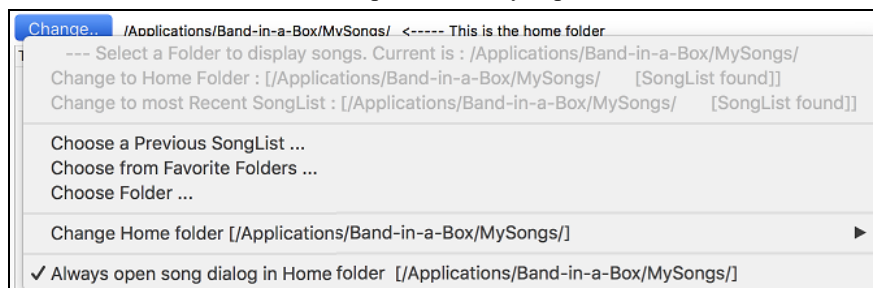 Change.. /Applications/Band-in-a-Box/MySongs/ <----- This is the home folder
--- Select a Folder to display songs. Current is : /Applications/Band-in-a-Box/MySongs/
Change to Home Folder : [/Applications/Band-in-a-Box/MySongs/ [SongList found]]
Change to most Recent SongList : [/Applications/Band-in-a-Box/MySongs/ [SongList found]]
Choose a Previous SongList ...
Choose from Favorite Folders ...
Choose Folder ...
Change Home folder [/Applications/Band-in-a-Box/MySongs/]
Always open song dialog in Home folder [/Applications/Band-in-a-Box/MySongs/]